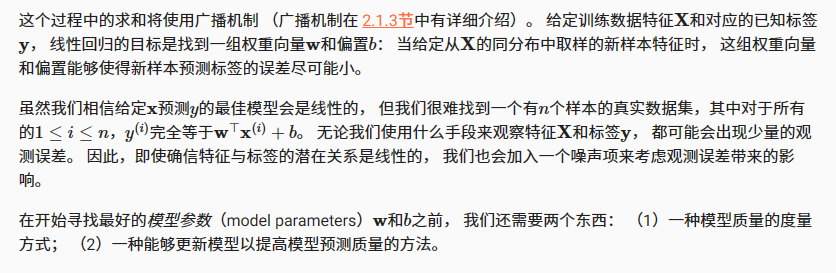 这个过程中的求和将使用广播机制 （广播机制在 2.1.3节中有详细介绍）。 给定训练数据特征X和对应的已知标签
y， 线性回归的目标是找到一组权重向量w和偏置b： 当给定从X的同分布中取样的新样本特征时， 这组权重向量
和偏置能够使得新样本预测标签的误差尽可能小。
虽然我们相信给定x预测y的最佳模型会是线性的， 但我们很难找到一个有n个样本的真实数据集，其中对于所有
的1 ≤ i ≤ n，y⁽ⁱ⁾完全等于w⊤x⁽ⁱ⁾ + b。 无论我们使用什么手段来观察特征X和标签y， 都可能会出现少量的观
测误差。 因此，即使确信特征与标签的潜在关系是线性的， 我们也会加入一个噪声项来考虑观测误差带来的影
响。
在开始寻找最好的模型参数（model parameters）w和b之前， 我们还需要两个东西： （1）一种模型质量的度量
方式； （2）一种能够更新模型以提高模型预测质量的方法。